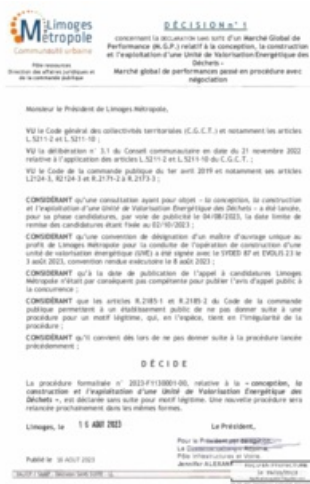 Limoges
Métropole
Communauté urbaine
Pôle ressources
Direction des affaires juridiques et
de la commande publique
DÉCISION n° 1
concernant la déclaration sans suite d'un Marché Global de
Performance (M.G.P.) relatif à la conception, la construction
et l'exploitation d'une Unité de Valorisation Energétique des
Déchets -
Marché global de performances passé en procédure avec
négociation
Monsieur le Président de Limoges Métropole,
VU le Code général des collectivités territoriales (C.G.C.T.) et notamment les articles
L.5211-2 et L.5211-10 ;
VU la délibération n° 3.1 du Conseil communautaire en date du 21 novembre 2022
relative à l'application des articles L.5211-2 et L.5211-10 du C.G.C.T. ;
VU le Code de la commande publique du 1er avril 2019 et notamment ses articles
L2124-3, R2124-3 et R.2171-2 à R.2173-3 ;
CONSIDÉRANT qu'une consultation ayant pour objet - la conception, la construction
et l'exploitation d'une Unité de Valorisation Energétique des Déchets - a été lancée,
pour sa phase candidatures, par voie de publicité le 04/08/2023, la date limite de
remise des candidatures étant fixée au 02/10/2023 ;
CONSIDÉRANT qu'une convention de désignation d'un maître d'ouvrage unique au
profit de Limoges Métropole pour la conduite de l'opération de construction d'une
unité de valorisation énergétique (UVE) a été signée avec le SYDED 87 et EVOLIS 23 le
3 août 2023, convention rendue exécutoire le 8 août 2023 ;
CONSIDÉRANT qu'à la date de publication de l'appel à candidatures Limoges
Métropole n'était par conséquent pas compétente pour publier l'avis d'appel public à
la concurrence ;
CONSIDÉRANT que les articles R.2185-1 et R.2185-2 du Code de la commande
publique permettent à un établissement public de ne pas donner suite à une
procédure pour un motif légitime, qui, en l'espèce, tient en l'irrégularité de la
procédure ;
CONSIDÉRANT qu'il convient dès lors de ne pas donner suite à la procédure lancée
précédemment ;
DÉCIDE
La procédure formalisée n° 2023-FY130001-00, relative à la « conception, la
construction et l'exploitation d'une Unité de Valorisation Energétique des
Déchets », est déclarée sans suite pour motif légitime. Une nouvelle procédure sera
relancée prochainement dans les mêmes formes.
Limoges, le 16 AOUT 2023
Le Président,
Pour le Président par délégation,
Pôle Infrastructures et Voirie,
Jennifer
Publié le 16 AOUT 2023